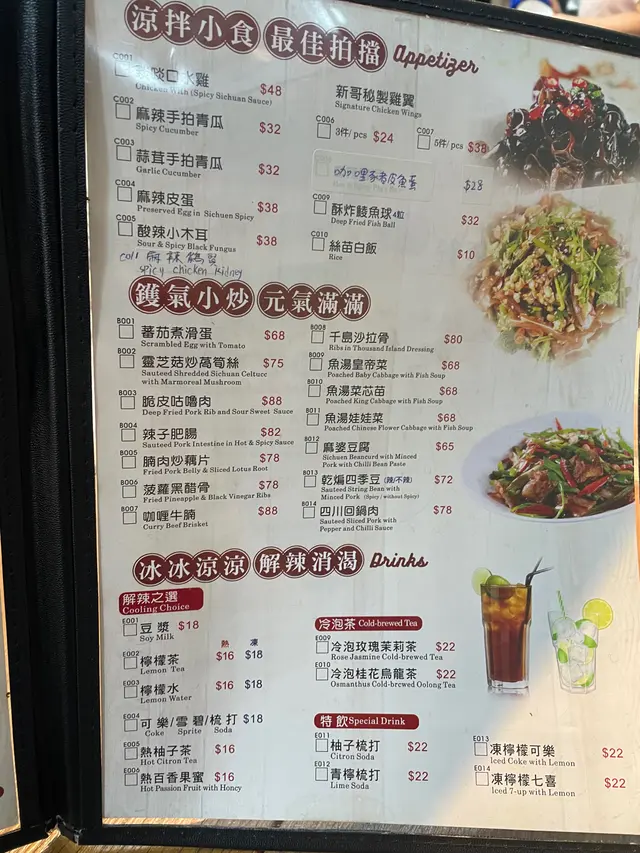 涼拌小食 最佳拍擋 Appetizer
C001
口水雞 $48
Chicken With (Spicy Sichuan Sauce)
C002
麻辣手拍青瓜 $32
Spicy Cucumber
C003
蒜茸手拍青瓜 $32
Garlic Cucumber
C004
麻辣皮蛋 $38
Preserved Egg in Sichuan Spicy
C005
酸辣小木耳 $38
Sour & Spicy Black Fungus
C011 麻辣
spicy chicken kidney
新哥秘製雞翼
Signature Chicken Wings
C006 3件/pcs $24
C007 5件/pcs $38
咖喱豬皮魚蛋 $28
C009
酥炸鯪魚球4粒 $32
Deep Fried Fish Ball
C010
絲苗白飯 $10
Rice
鑊氣小炒 元氣滿滿
B001
蕃茄煮滑蛋 $68
Scrambled Egg with Tomato
B002
靈芝菇炒萵筍絲 $75
Sauteed Shredded Sichuan Celtucc
with Marmoreal Mushroom
B003
脆皮咕嚕肉 $88
Deep Fried Pork Rib and Sour Sweet Sauce
B004
辣子肥腸 $82
Sauteed Pork Intestine in Hot & Spicy Sauce
B005
腩肉炒藕片 $78
Fried Pork Belly & Sliced Lotus Root
B006
菠蘿黑醋骨 $78
Fried Pineapple & Black Vinegar Ribs
B007
咖喱牛腩 $88
Curry Beef Brisket
B008
千島沙拉骨 $80
Ribs in Thousand Island Dressing
B009
魚湯皇帝菜 $68
Poached Baby Cabbage with Fish Soup
B010
魚湯菜芯苗 $68
Poached King Cabbage with Fish Soup
B011
魚湯娃娃菜 $68
Poached Chinese Flower Cabbage with Fish Soup
B012
麻婆豆腐 $65
Sichuen Beancurd with Minced
Pork with Chili Bean Paste
B013
乾煸四季豆 (辣/不辣) $72
Sauteed String Bean with
Minced Pork (Spicy / without Spicy)
B014
四川回鍋肉 $78
Sauteed Sliced Pork with
Pepper and Chili Sauce
冰冰涼涼 解辣消渴 Drinks
解辣之選
Cooling Choice
E001
豆漿 $18
Soy Milk
熱 凍
E002
檸檬茶 $16 $18
Lemon Tea
E003
檸檬水 $16 $18
Lemon Water
E004
可樂/雪碧/梳打 $18
Coke Sprite Soda
E005
熱柚子茶 $16
Hot Citron Tea
E006
熱百香果蜜 $16
Hot Passion Fruit with Honey
冷泡茶 Cold-brewed Tea
E009
冷泡玫瑰茉莉茶 $22
Rose Jasmine Cold-brewed Tea
E010
冷泡桂花烏龍茶 $22
Osmanthus Cold-brewed Oolong Tea
特飲 Special Drink
E011
柚子梳打 $22
Citron Soda
E012
青檸梳打 $22
Lime Soda
E013
凍檸檬可樂 $22
Iced Coke with Lemon
E014
凍檸檬七喜 $22
Iced 7-up with Lemon